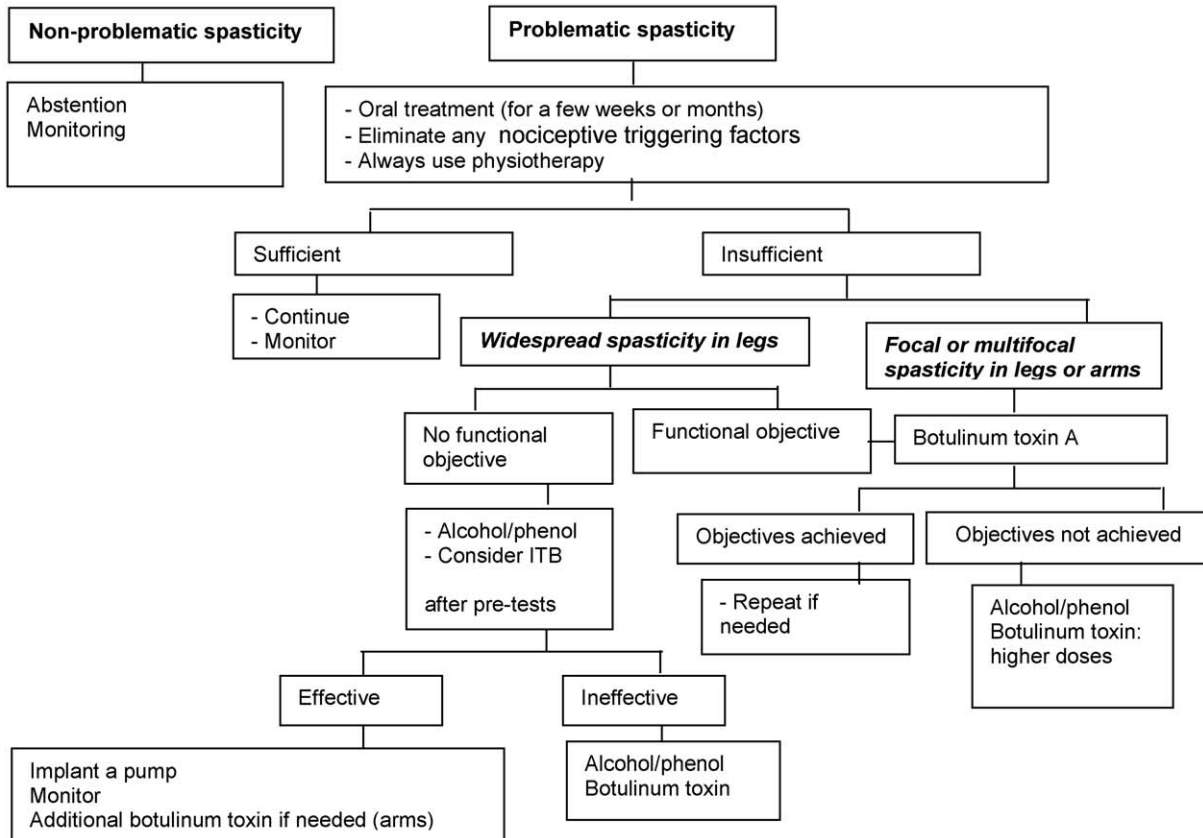 Non-problematic spasticity
Problematic spasticity
Abstention
Monitoring
- Oral treatment (for a few weeks or months)
- Eliminate any nociceptive triggering factors
- Always use physiotherapy
Sufficient
Insufficient
- Continue
- Monitor
Widespread spasticity in legs
Focal or multifocal
spasticity in legs or arms
No functional
objective
Functional objective
Botulinum toxin A
- Alcohol/phenol
- Consider ITB
after pre-tests
Objectives achieved
Objectives not achieved
- Repeat if
needed
Alcohol/phenol
Botulinum toxin:
higher doses
Effective
Ineffective
Implant a pump
Monitor
Additional botulinum toxin if needed (arms)
Alcohol/phenol
Botulinum toxin